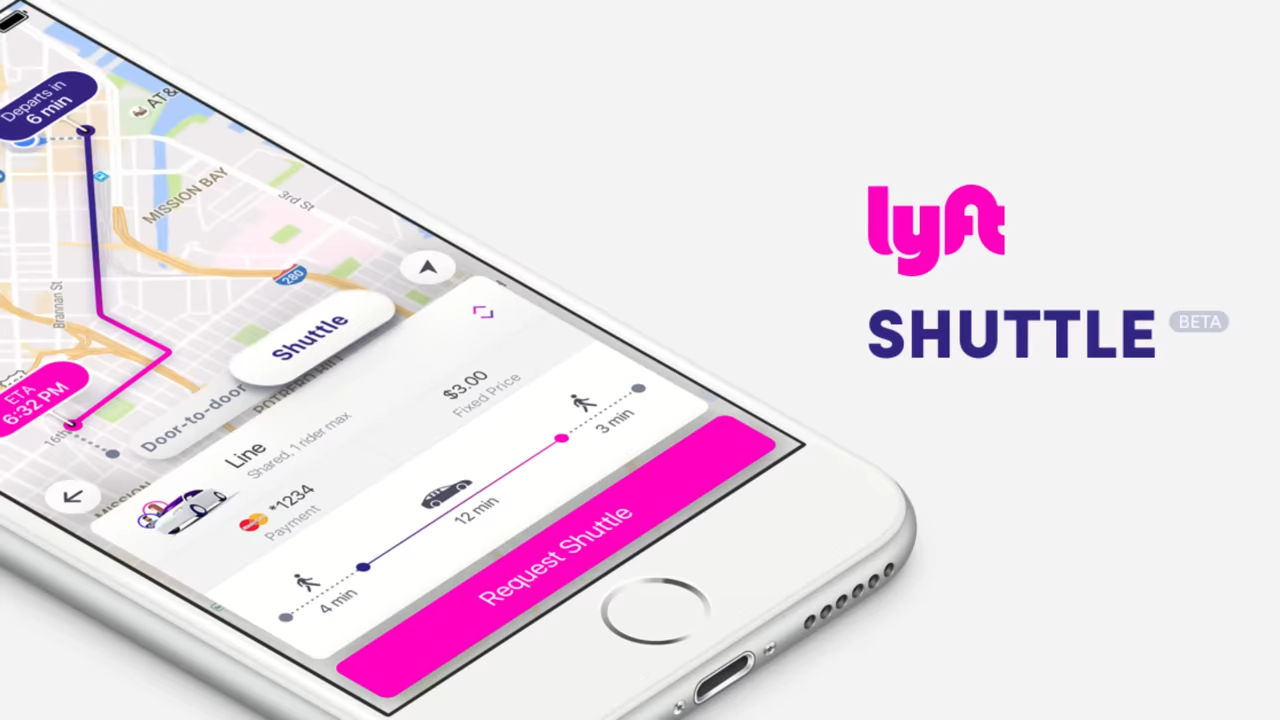 Departs in
6 min
AT&
MISSION BAY
3rd St
280
Brannan St
ETA
6:32 PM
16th
Shuttle
Door-to-door
MISSION
Line
Shared, 1 rider max
$3.00
Fixed Price
*1234
Payment
4 min
12 min
3 min
Request Shuttle
lyft
SHUTTLE BETA